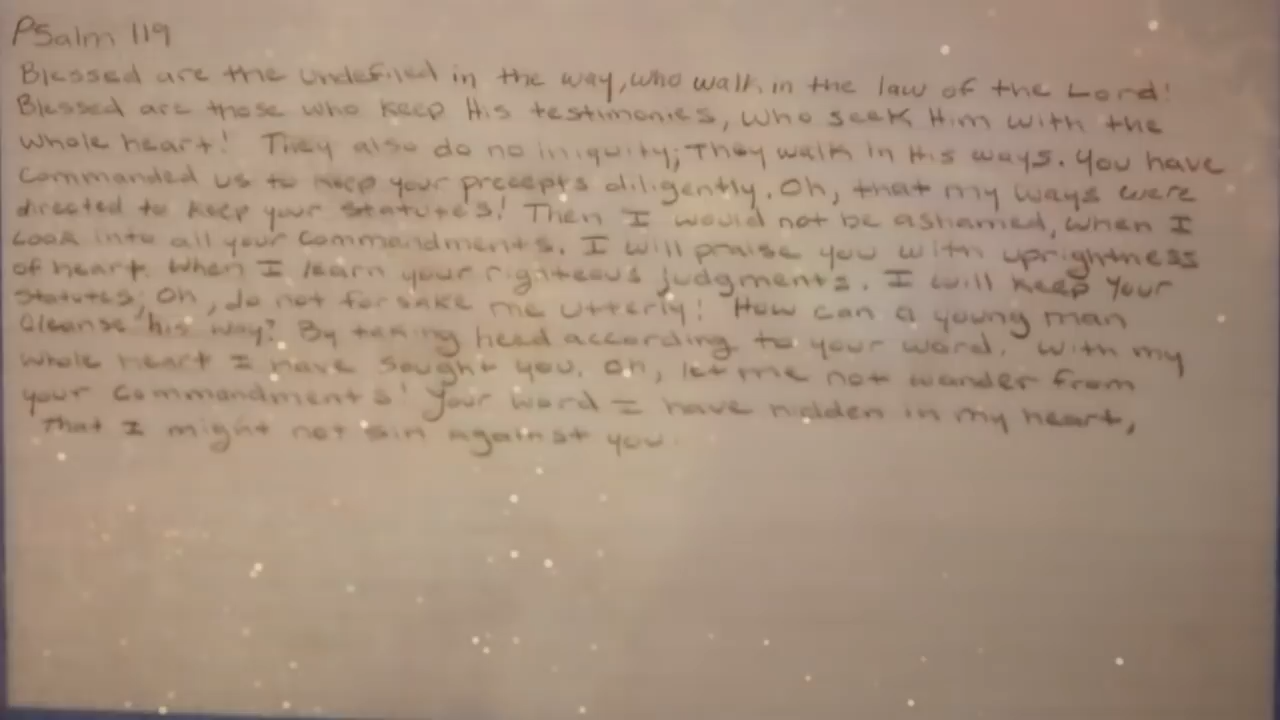 Psalm 119
Blessed are the undefiled in the way, who walk in the law of the Lord!
Blessed are those who keep His testimonies, who seek Him with the
whole heart! They also do no iniquity; They walk in His ways. You have
commanded us to keep your precepts diligently. Oh, that my ways were
directed to keep your statutes! Then I would not be ashamed, when I
Look into all your commandments. I will praise you with uprightness
of heart, when I learn your righteous judgments. I will keep your
statutes; Oh, do not forsake me utterly! How can a young man
Cleanse his way? By taking heed according to your word. With my
whole heart I have sought you. Oh, let me not wander from
your commandments! Your word I have hidden in my heart,
That I might not sin against you.